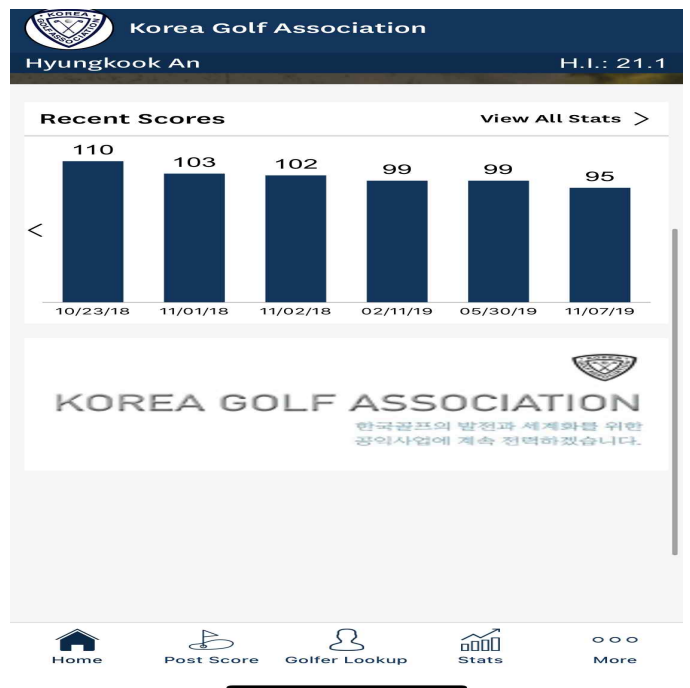 KOREA
GOLF ASSOCIATION
Korea Golf Association
Hyungkook An H.I.: 21.1
Recent Scores View All Stats >
110 103 102 99 99 95
<
10/23/18 11/01/18 11/02/18 02/11/19 05/30/19 11/07/19
KOREA GOLF ASSOCIATION
한국골프의 발전과 세계화를 위한
공익사업에 계속 전력하겠습니다.
Home Post Score Golfer Lookup Stats More